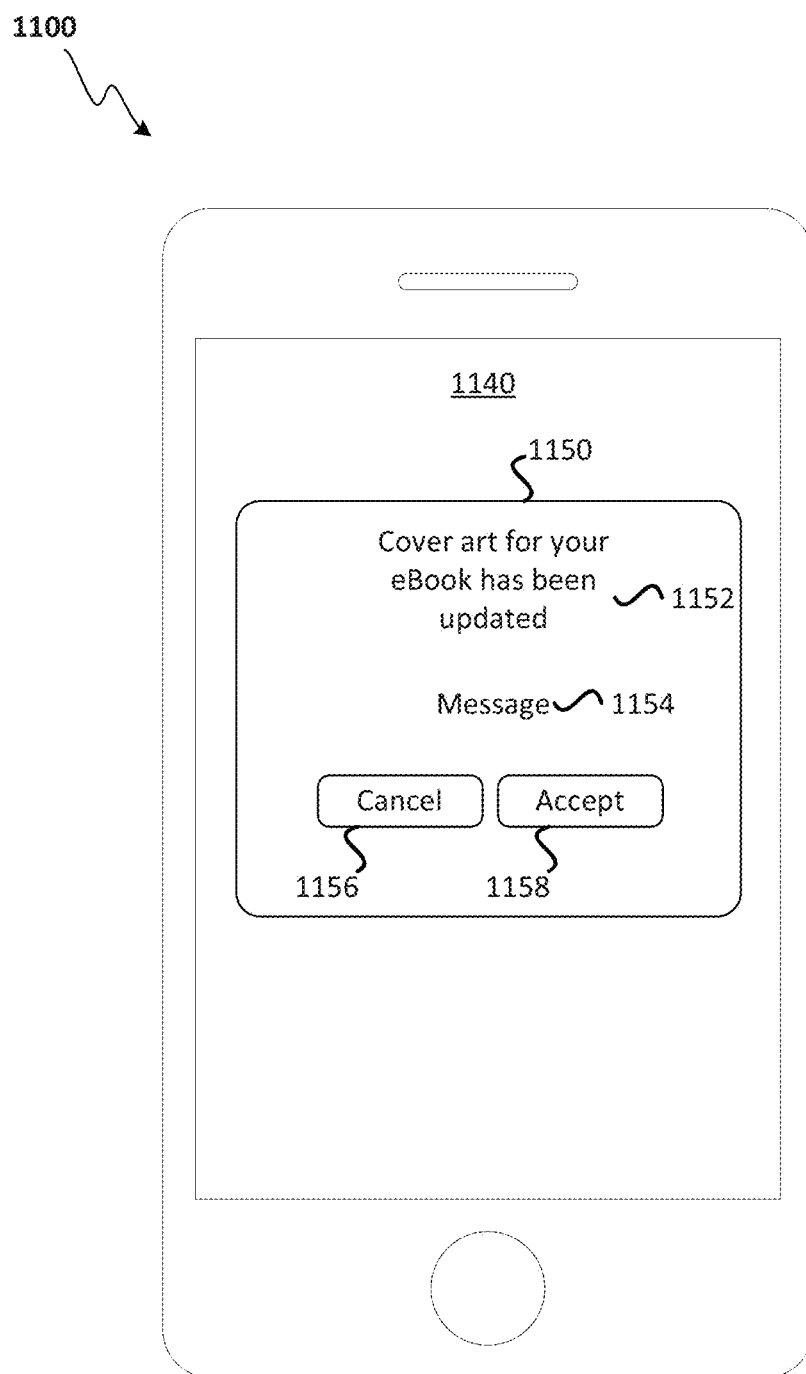 1100
1140
1150
Cover art for your
eBook has been
updated
1152
Message
1154
Cancel
Accept
1156
1158